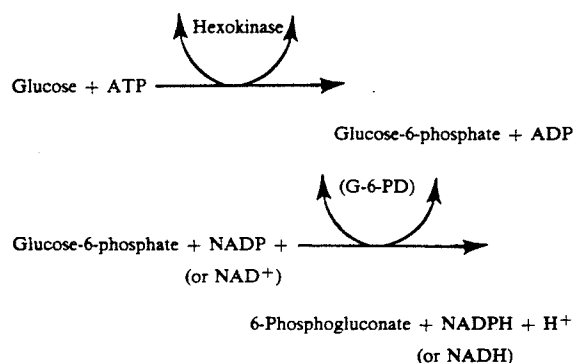 Hexokinase
Glucose + ATP
Glucose-6-phosphate + ADP
(G-6-PD)
Glucose-6-phosphate + NADP +
(or NAD+)
6-Phosphogluconate + NADPH + H+
(or NADH)